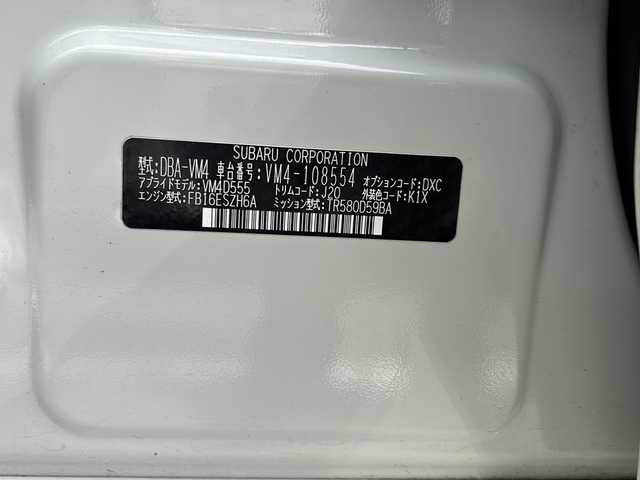 SUBARU CORPORATION
型式:DBA-VM4 車台番号:VM4-108554 オプションコード:DXC
アプライドモデル:VM4D555 トリムコード:J20 外装色コード:K1X
エンジン型式:FB16ESZH6A ミッション型式:TR580D59BA